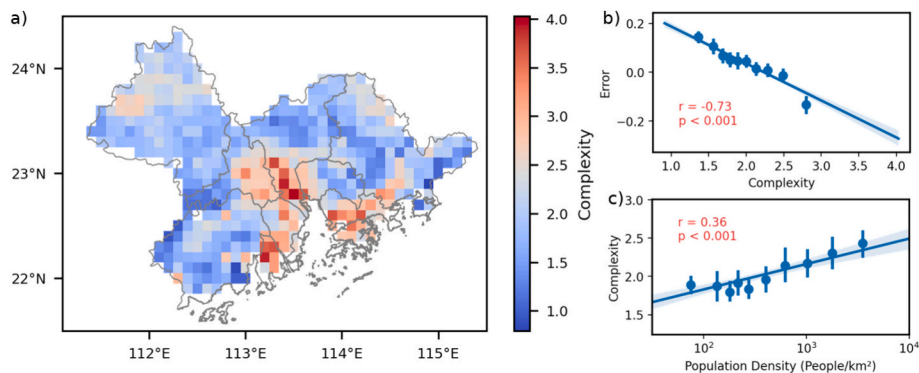 a)
24°N
23°N
22°N
112°E
113°E
114°E
115°E
4.0
3.5
3.0
2.5
2.0
1.5
1.0
Complexity
b)
0.2
0.0
−0.2
Error
r = -0.73
p < 0.001
1.0
1.5
2.0
2.5
3.0
3.5
4.0
Complexity
c)
3.0
2.5
2.0
1.5
Complexity
r = 0.36
p < 0.001
10²
10³
10⁴
Population Density (People/km²)